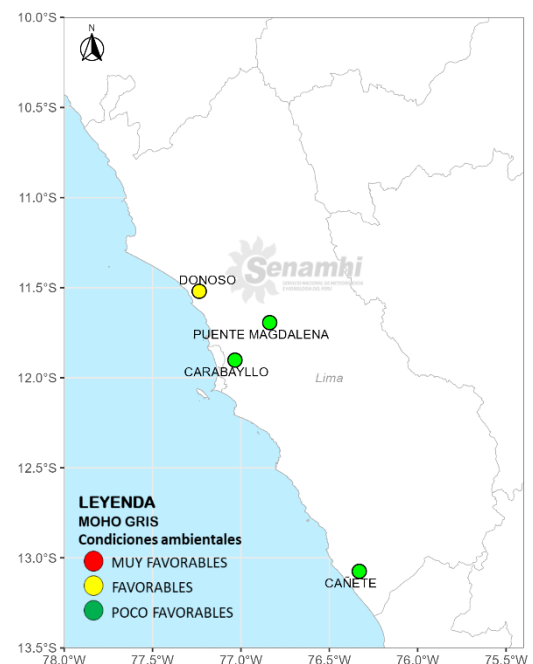 10.0°S
N
10.5°S
11.0°S
Senamhi
DONOSO
11.5°S
PUENTE MAGDALENA
CARABAYLLO
12.0°S
Lima
12.5°S
LEYENDA
MOHO GRIS
Condiciones ambientales
MUY FAVORABLES
FAVORABLES
POCO FAVORABLES
13.0°S
CAÑETE
13.5°S
78.0°W 77.5°W 77.0°W 76.5°W 76.0°W 75.5°W